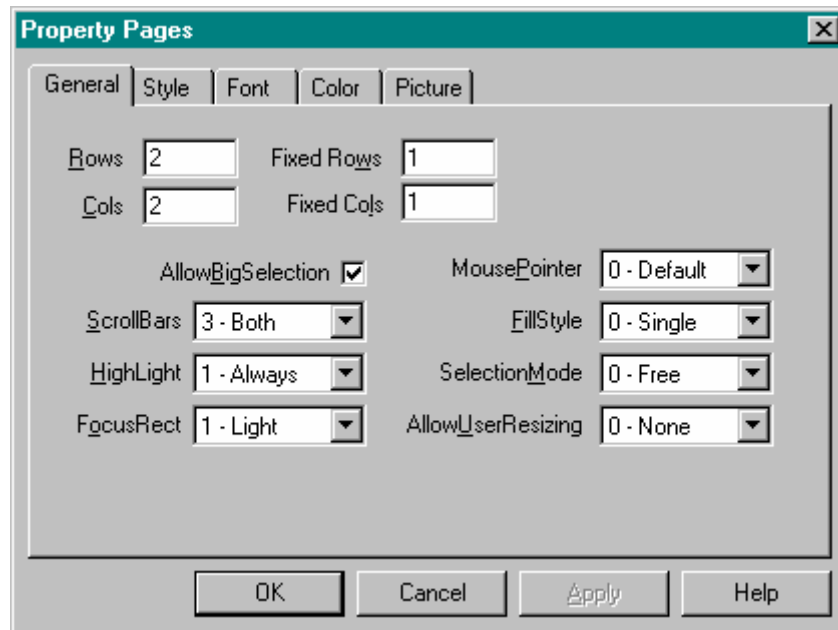 Property Pages
General Style Font Color Picture
Rows 2 Fixed Rows 1
Cols 2 Fixed Cols 1
AllowBigSelection MousePointer 0 - Default
ScrollBars 3 - Both FillStyle 0 - Single
HighLight 1 - Always SelectionMode 0 - Free
FocusRect 1 - Light AllowUserResizing 0 - None
OK Cancel Apply Help